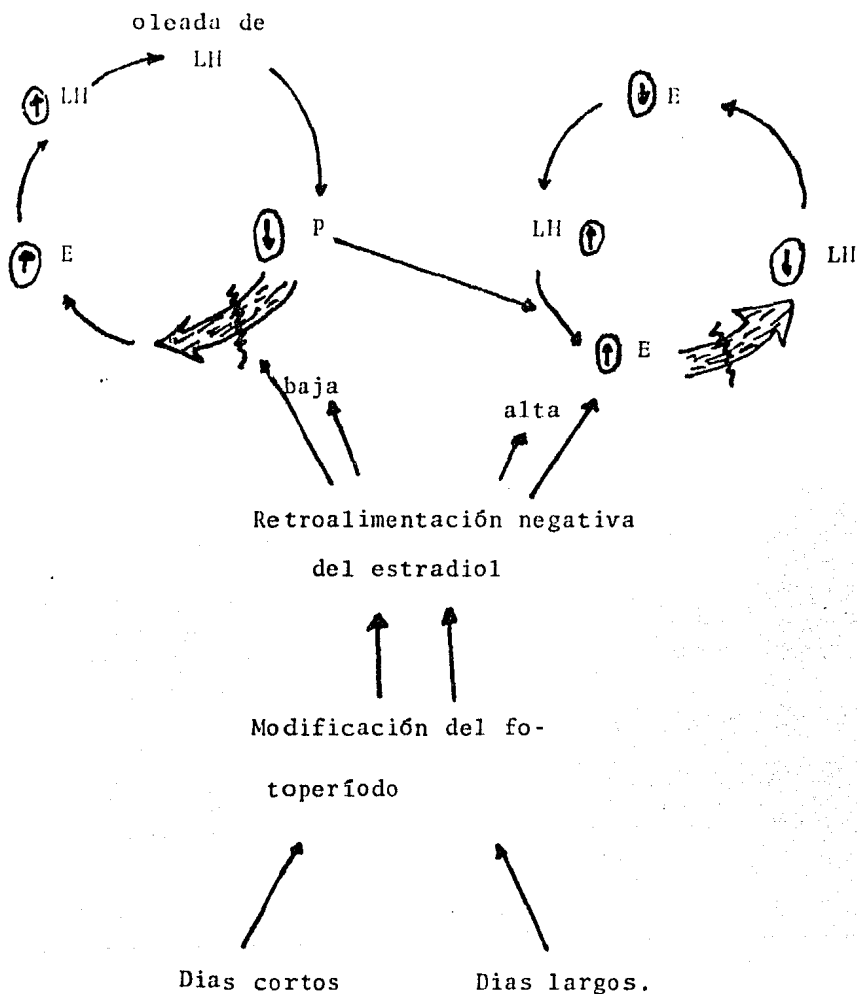 oleada de
LH
↑ LH
↓ E
↓ P
LH ↑
↓ LH
↑ E
↑ E
baja
alta
Retroalimentación negativa
del estradiol
Modificación del fo-
toperíodo
Dias cortos
Dias largos.